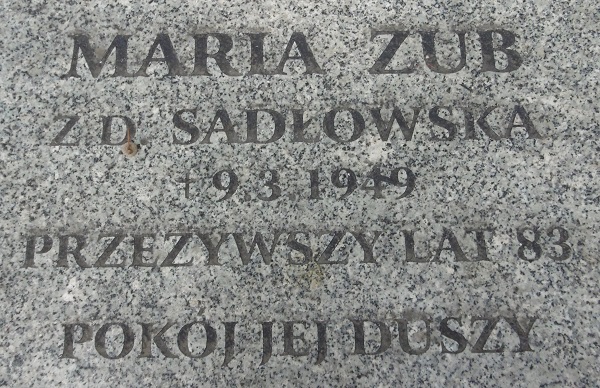 MARIA ZUB
Z D. SADŁOWSKA
+ 9.3 1949
PRZEŻYWSZY LAT 83
POKÓJ JEJ DUSZY